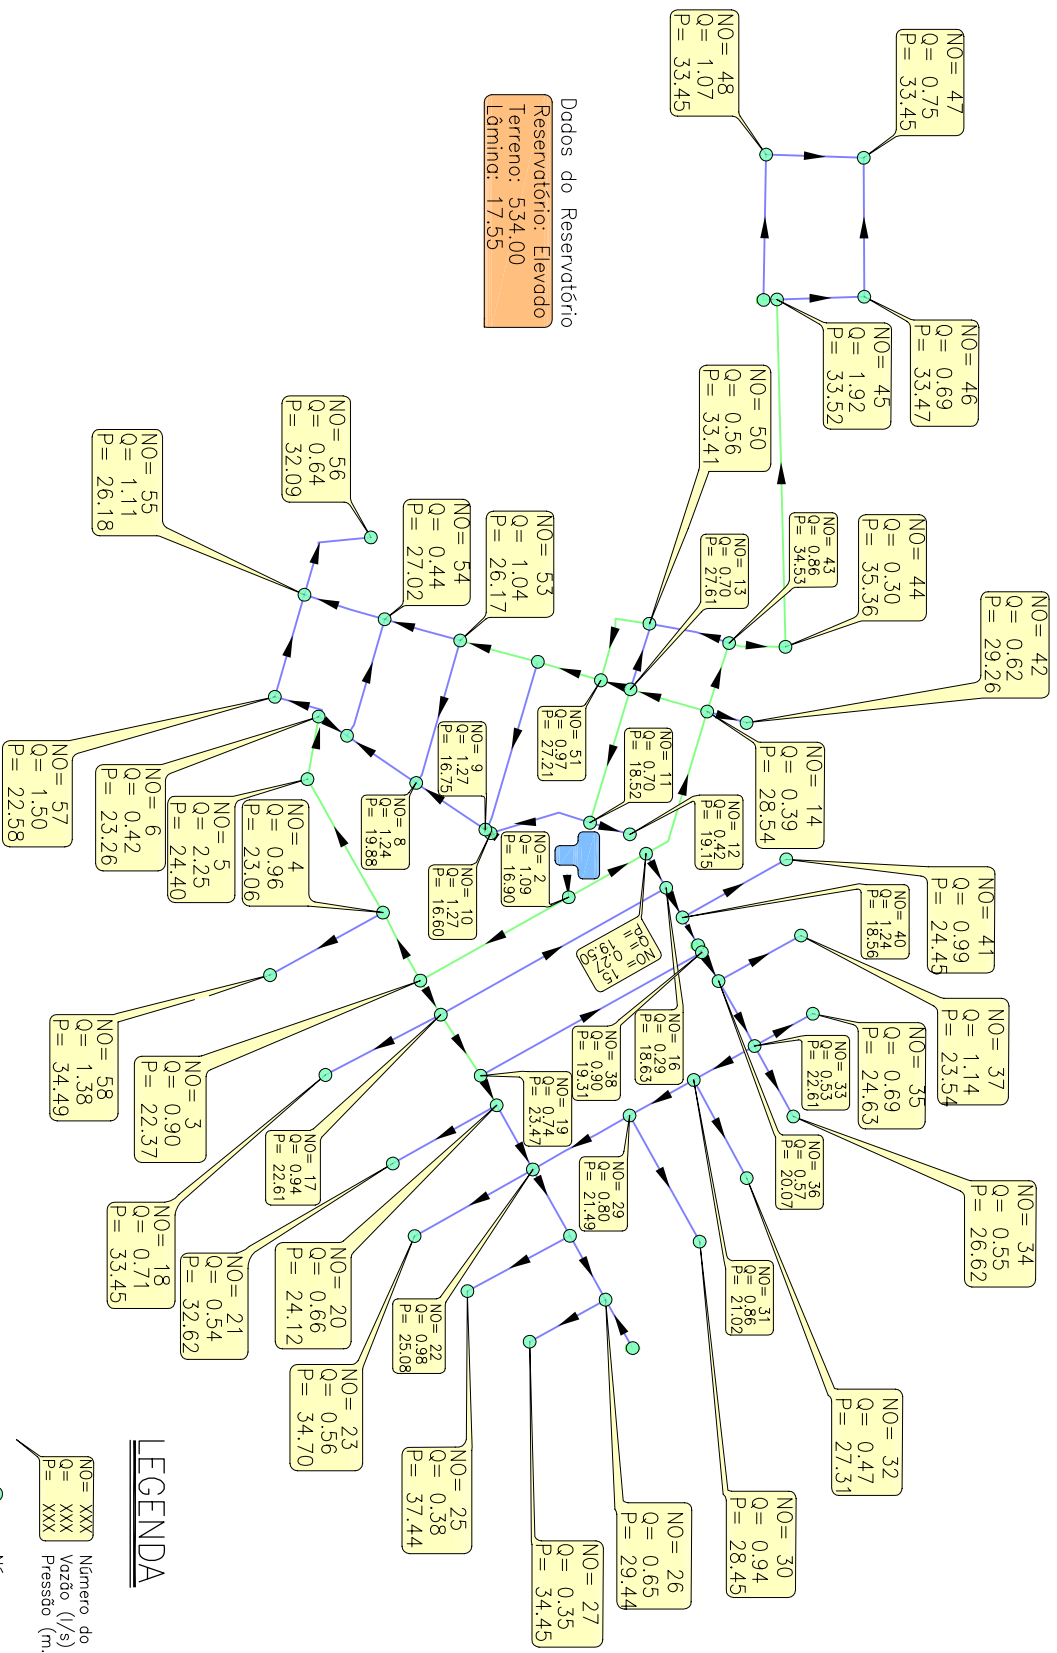 NO= 47
Q= 0.75
P= 33.45
NO= 48
Q= 1.07
P= 33.45
NO= 46
Q= 0.69
P= 33.47
NO= 45
Q= 1.92
P= 33.52
Dados do Reservatório
Reservatório: Elevado
Terreno: 534.00
Lâmina: 17.55
NO= 50
Q= 0.56
P= 33.41
NO= 56
Q= 0.64
P= 32.09
NO= 55
Q= 1.11
P= 26.18
NO= 54
Q= 0.44
P= 27.02
NO= 53
Q= 1.04
P= 26.17
NO= 13
Q= 0.70
P= 27.61
NO= 43
Q= 0.86
P= 34.53
NO= 44
Q= 0.30
P= 35.36
NO= 42
Q= 0.62
P= 29.26
NO= 14
Q= 0.39
P= 28.54
NO= 51
Q= 0.97
P= 27.21
NO= 11
Q= 0.70
P= 18.52
NO= 12
Q= 0.42
P= 19.15
NO= 9
Q= 1.27
P= 16.75
NO= 8
Q= 1.24
P= 19.88
NO= 10
Q= 1.27
P= 16.60
NO= 2
Q= 1.09
P= 16.90
NO= 57
Q= 1.50
P= 22.58
NO= 6
Q= 0.42
P= 23.26
NO= 5
Q= 2.25
P= 24.40
NO= 4
Q= 0.96
P= 23.06
NO= 15
Q= 0.27
P= 19.50
NO= 40
Q= 1.24
P= 18.56
NO= 41
Q= 0.99
P= 24.45
NO= 37
Q= 1.14
P= 23.54
NO= 35
Q= 0.69
P= 24.63
NO= 33
Q= 0.53
P= 22.61
NO= 16
Q= 0.29
P= 18.63
NO= 38
Q= 0.90
P= 19.31
NO= 58
Q= 1.38
P= 34.49
NO= 3
Q= 0.90
P= 22.37
NO= 17
Q= 0.94
P= 22.61
NO= 18
Q= 0.71
P= 33.45
NO= 19
Q= 0.74
P= 23.47
NO= 29
Q= 0.80
P= 21.49
NO= 36
Q= 0.57
P= 20.07
NO= 34
Q= 0.55
P= 26.62
NO= 21
Q= 0.54
P= 32.62
NO= 20
Q= 0.66
P= 24.12
NO= 22
Q= 0.98
P= 25.08
NO= 31
Q= 0.86
P= 21.02
NO= 23
Q= 0.56
P= 34.70
NO= 32
Q= 0.47
P= 27.31
NO= 25
Q= 0.38
P= 37.44
NO= 30
Q= 0.94
P= 28.45
NO= 26
Q= 0.65
P= 29.44
NO= 27
Q= 0.35
P= 34.45
LEGENDA
NO= XXX
Q= XXX
P= XXX
Número do
Vazão (l/s)
Pressão (m.